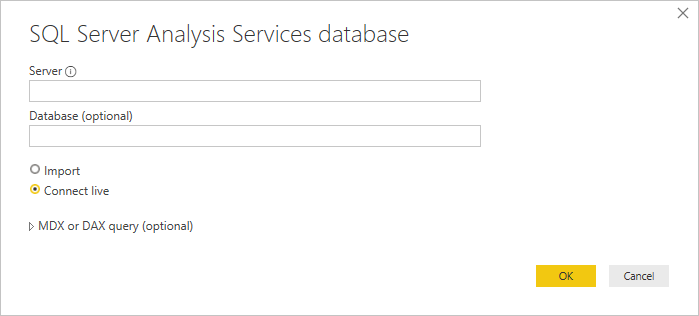 SQL Server Analysis Services database
Server
Database (optional)
Import
Connect live
MDX or DAX query (optional)
OK
Cancel